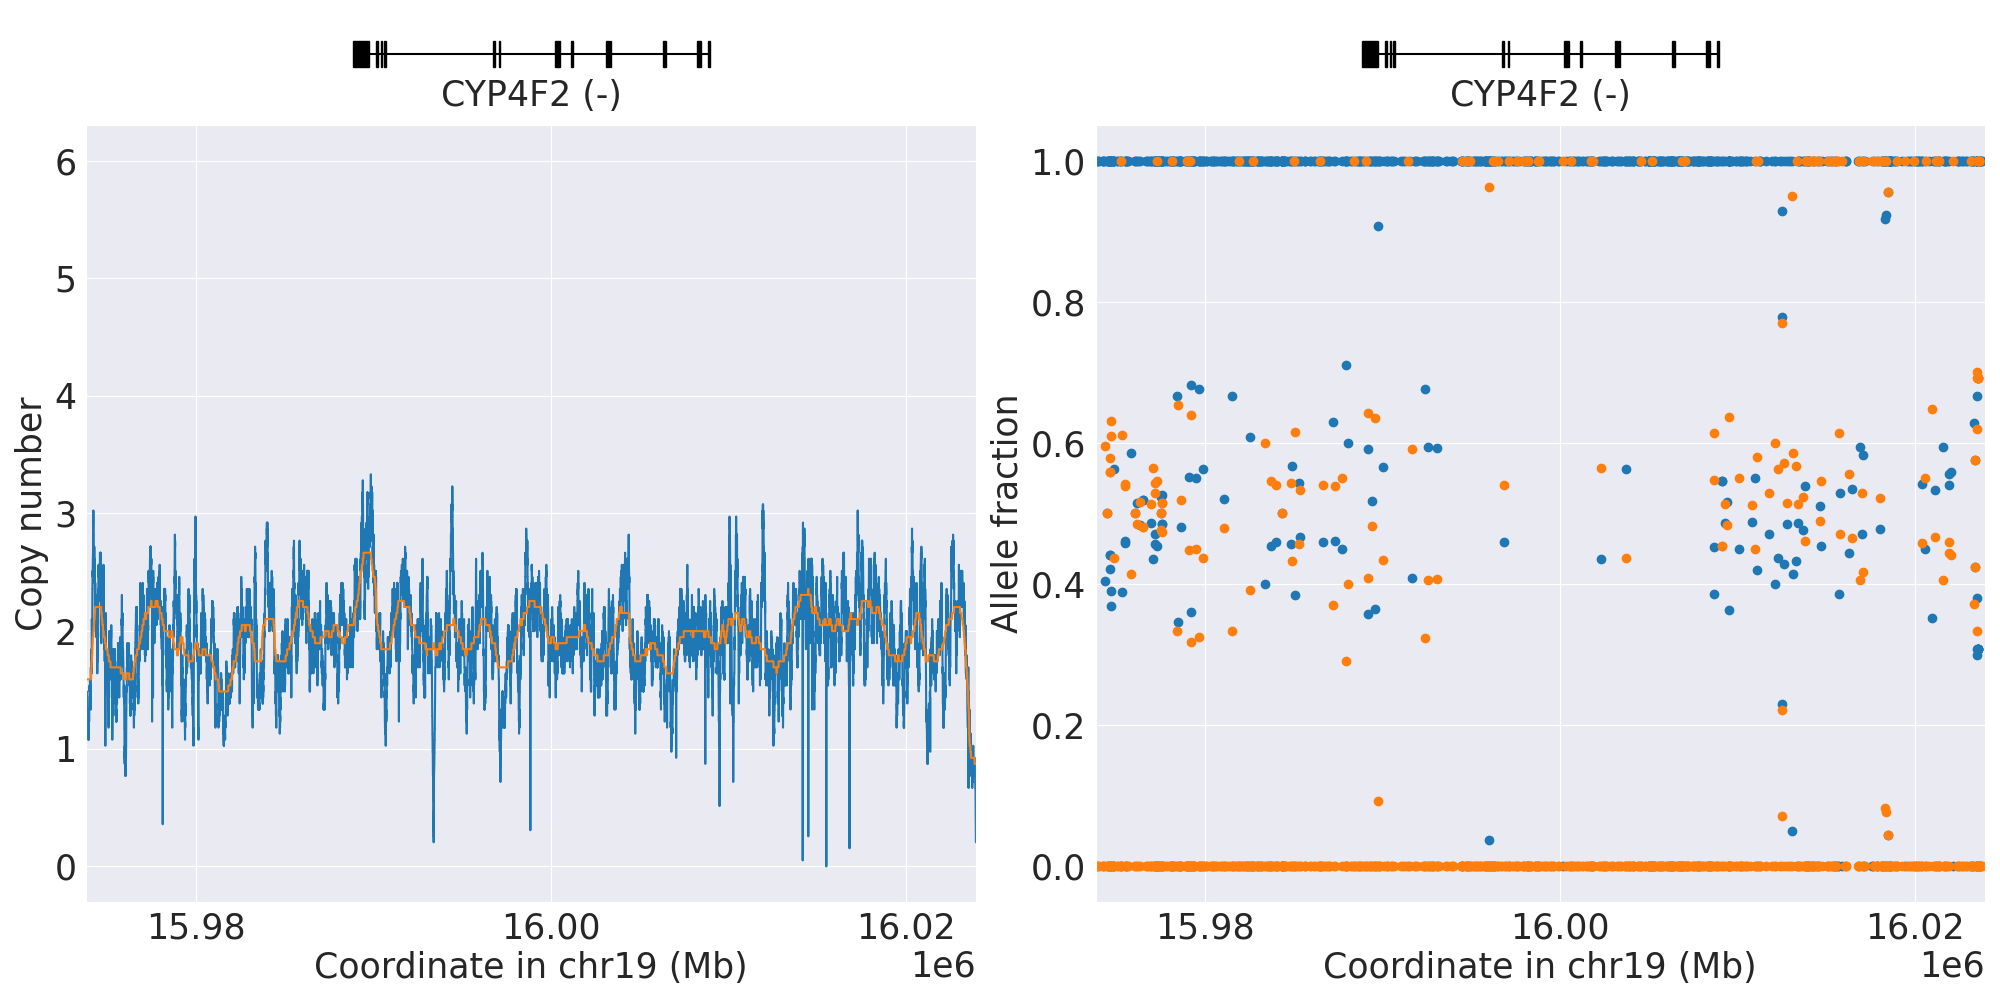 CYP4F2 (-)
CYP4F2 (-)
Copy number
6
5
4
3
2
1
0
15.98
16.00
16.02
Coordinate in chr19 (Mb)
1e6
Allele fraction
1.0
0.8
0.6
0.4
0.2
0.0
15.98
16.00
16.02
Coordinate in chr19 (Mb)
1e6